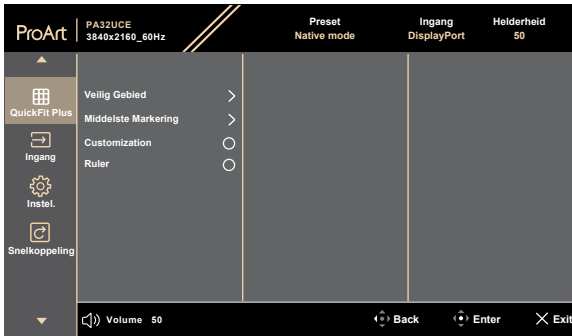 ProArt
PA32UCE
3840x2160_60Hz
Preset
Native mode
Ingang
DisplayPort
Helderheid
50
QuickFit Plus
Ingang
Instel.
Snelkoppeling
Veilig Gebied
Middelste Markering
Customization
Ruler
Volume 50
Back
Enter
Exit